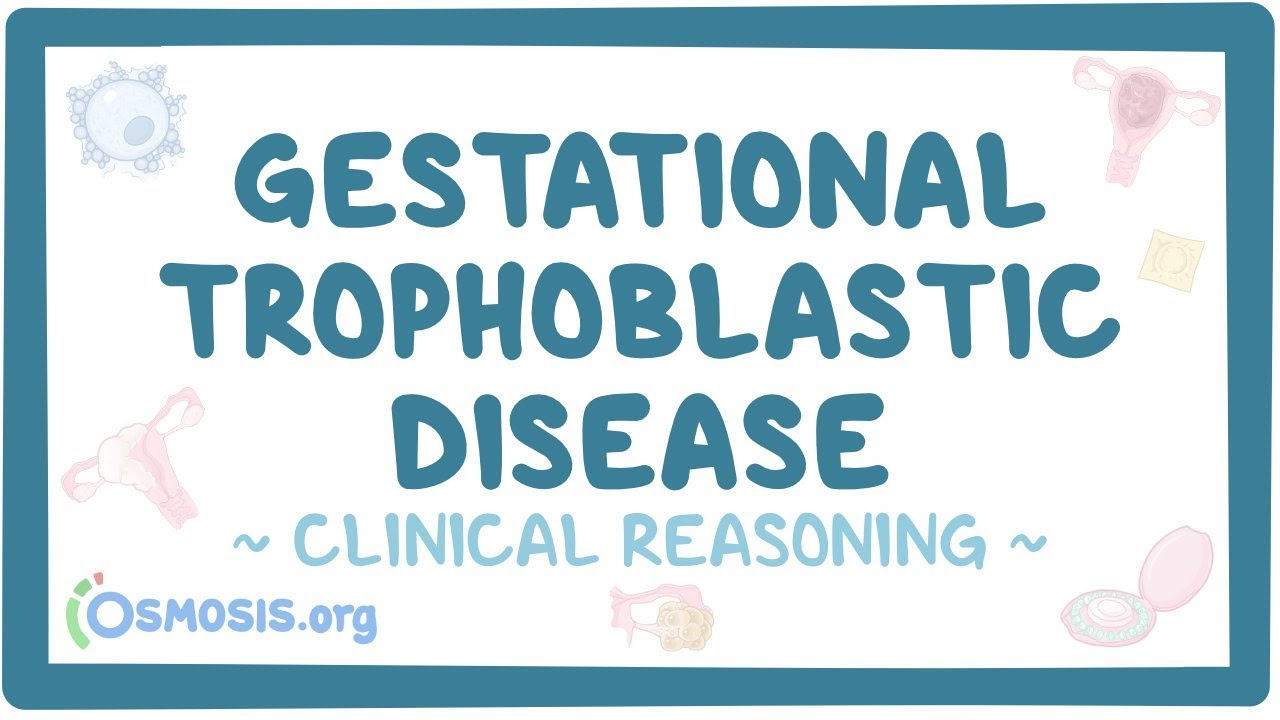 GESTATIONAL
TROPHOBLASTIC
DISEASE
~ CLINICAL REASONING ~
OSMOSIS.org